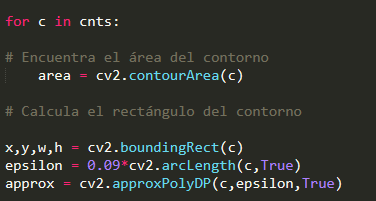 for c in cnts:
# Encuentra el área del contorno
area = cv2.contourArea(c)
# Calcula el rectángulo del contorno
x,y,w,h = cv2.boundingRect(c)
epsilon = 0.09*cv2.arcLength(c,True)
approx = cv2.approxPolyDP(c,epsilon,True)